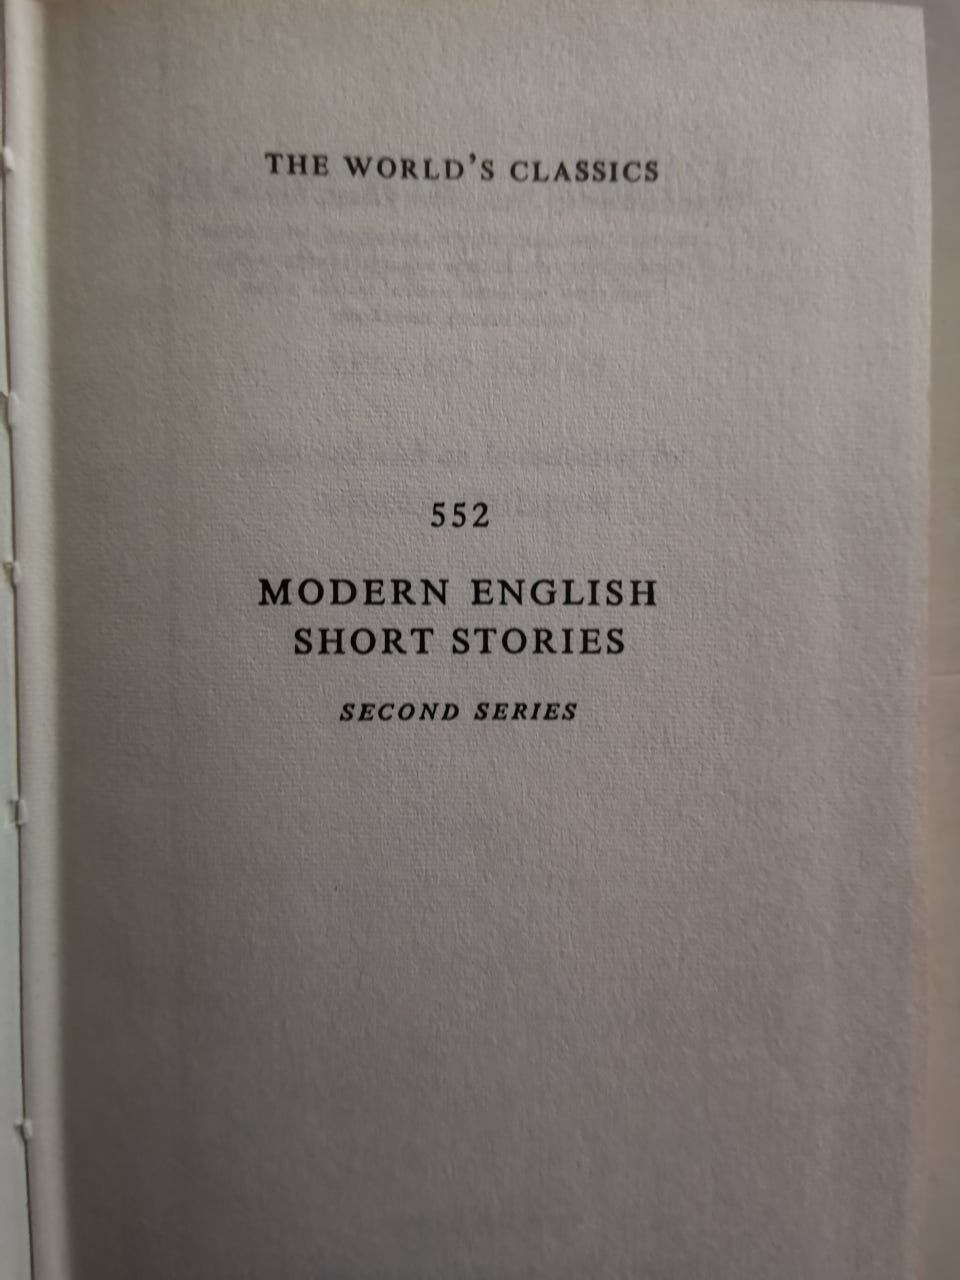 THE WORLD'S CLASSICS
552
MODERN ENGLISH
SHORT STORIES
SECOND SERIES